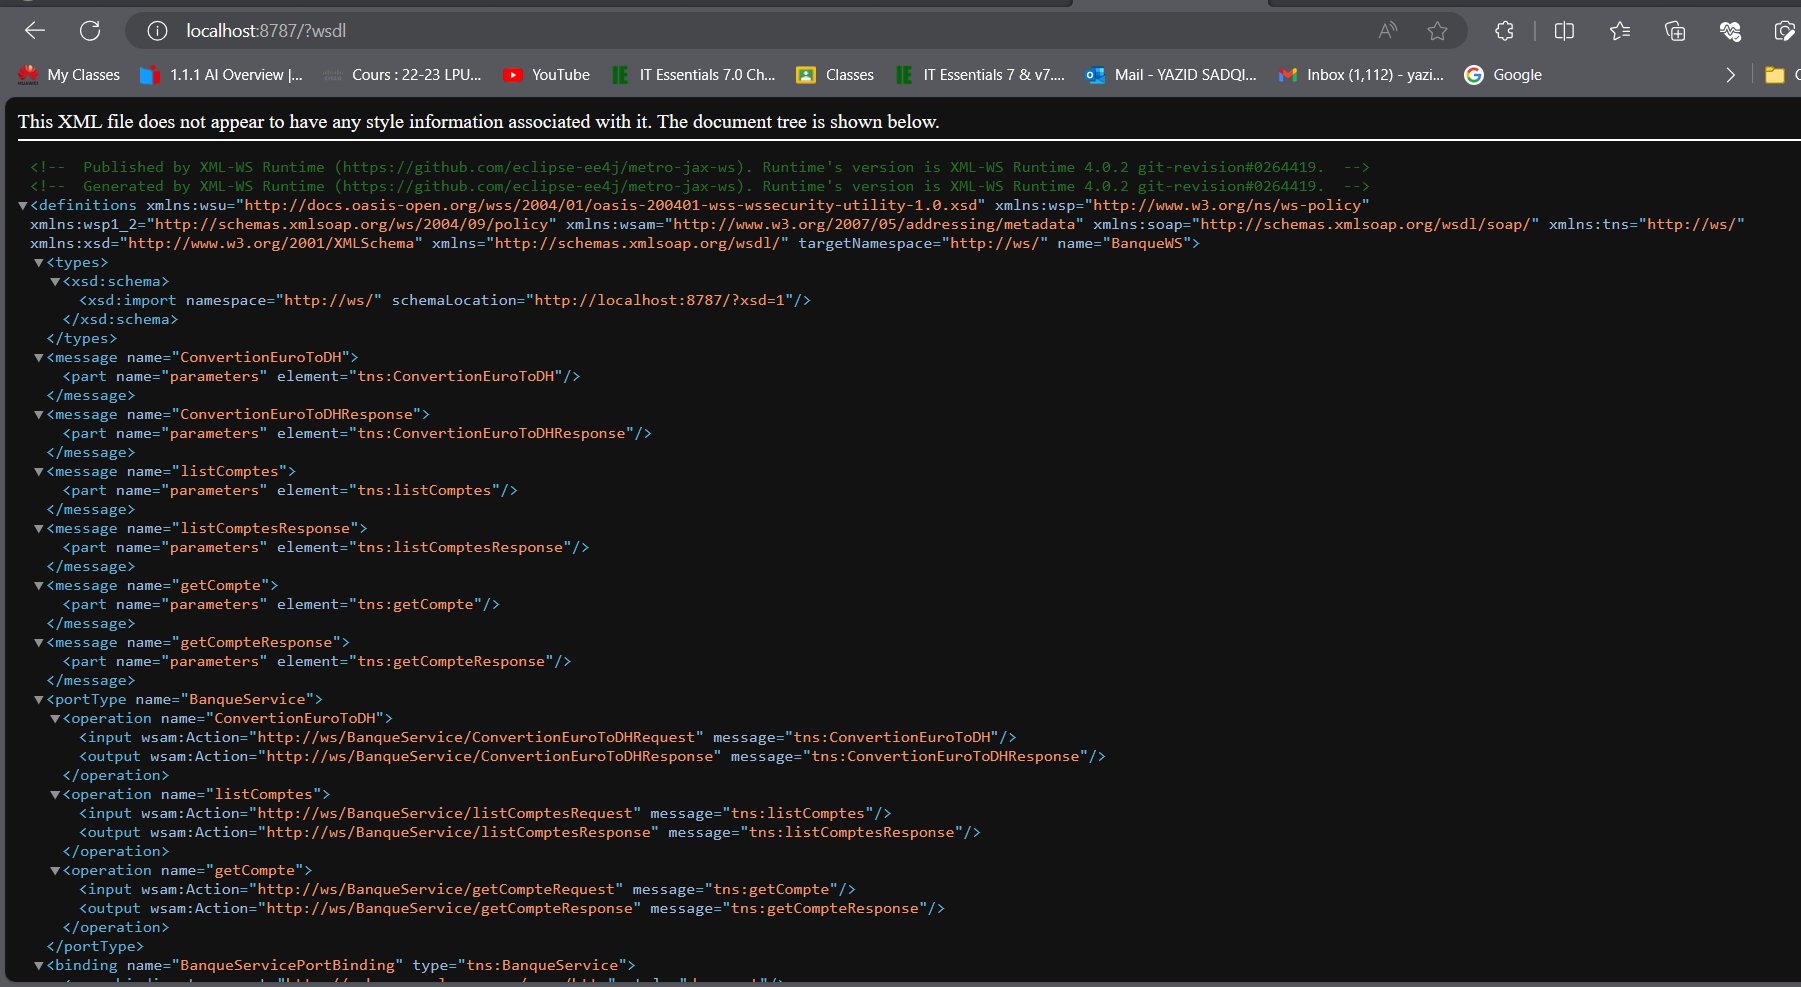 localhost:8787/?wsdl
My Classes 1.1.1 AI Overview |... Cours : 22-23 LPU... YouTube IT Essentials 7.0 Ch... Classes IT Essentials 7 & v7.... Mail - YAZID SADQI... Inbox (1,112) - yazi... Google
This XML file does not appear to have any style information associated with it. The document tree is shown below.
<!-- Published by XML-WS Runtime (https://github.com/eclipse-ee4j/metro-jax-ws). Runtime's version is XML-WS Runtime 4.0.2 git-revision#0264419. -->
<!-- Generated by XML-WS Runtime (https://github.com/eclipse-ee4j/metro-jax-ws). Runtime's version is XML-WS Runtime 4.0.2 git-revision#0264419. -->
<definitions xmlns:wsu="http://docs.oasis-open.org/wss/2004/01/oasis-200401-wss-wssecurity-utility-1.0.xsd" xmlns:wsp="http://www.w3.org/ns/ws-policy"
xmlns:wsp1_2="http://schemas.xmlsoap.org/ws/2004/09/policy" xmlns:wsam="http://www.w3.org/2007/05/addressing/metadata" xmlns:soap="http://schemas.xmlsoap.org/wsdl/soap/" xmlns:tns="http://ws/"
xmlns:xsd="http://www.w3.org/2001/XMLSchema" xmlns="http://schemas.xmlsoap.org/wsdl/" targetNamespace="http://ws/" name="BanqueWS">
<types>
<xsd:schema>
<xsd:import namespace="http://ws/" schemaLocation="http://localhost:8787/?xsd=1"/>
</xsd:schema>
</types>
<message name="ConvertionEuroToDH">
<part name="parameters" element="tns:ConvertionEuroToDH"/>
</message>
<message name="ConvertionEuroToDHResponse">
<part name="parameters" element="tns:ConvertionEuroToDHResponse"/>
</message>
<message name="listComptes">
<part name="parameters" element="tns:listComptes"/>
</message>
<message name="listComptesResponse">
<part name="parameters" element="tns:listComptesResponse"/>
</message>
<message name="getCompte">
<part name="parameters" element="tns:getCompte"/>
</message>
<message name="getCompteResponse">
<part name="parameters" element="tns:getCompteResponse"/>
</message>
<portType name="BanqueService">
<operation name="ConvertionEuroToDH">
<input wsam:Action="http://ws/BanqueService/ConvertionEuroToDHRequest" message="tns:ConvertionEuroToDH"/>
<output wsam:Action="http://ws/BanqueService/ConvertionEuroToDHResponse" message="tns:ConvertionEuroToDHResponse"/>
</operation>
<operation name="listComptes">
<input wsam:Action="http://ws/BanqueService/listComptesRequest" message="tns:listComptes"/>
<output wsam:Action="http://ws/BanqueService/listComptesResponse" message="tns:listComptesResponse"/>
</operation>
<operation name="getCompte">
<input wsam:Action="http://ws/BanqueService/getCompteRequest" message="tns:getCompte"/>
<output wsam:Action="http://ws/BanqueService/getCompteResponse" message="tns:getCompteResponse"/>
</operation>
</portType>
<binding name="BanqueServicePortBinding" type="tns:BanqueService">